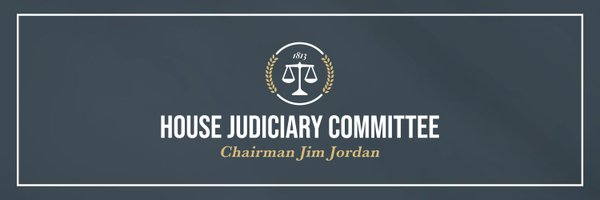 1813
HOUSE JUDICIARY COMMITTEE
Chairman Jim Jordan